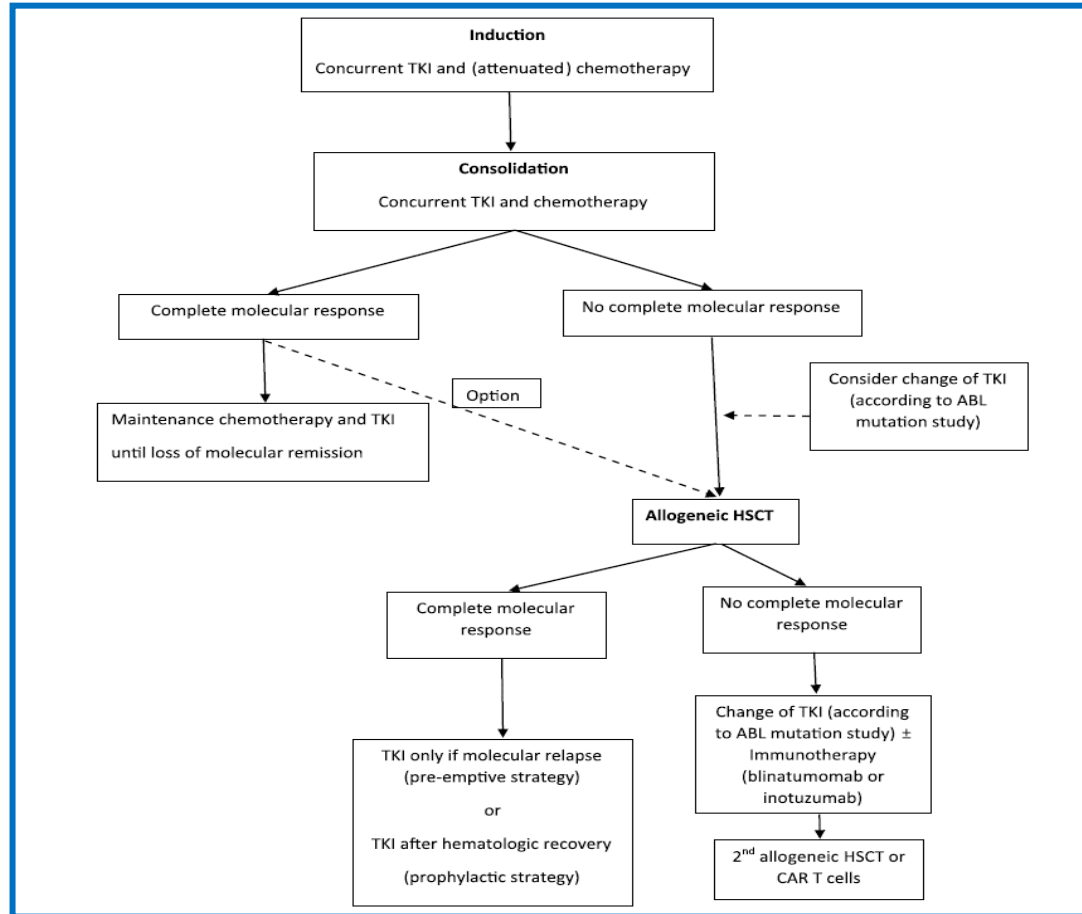 Induction
Concurrent TKI and (attenuated) chemotherapy
Consolidation
Concurrent TKI and chemotherapy
Complete molecular response
No complete molecular response
Option
Consider change of TKI
(according to ABL
mutation study)
Maintenance chemotherapy and TKI
until loss of molecular remission
Allogeneic HSCT
Complete molecular
response
No complete molecular
response
TKI only if molecular relapse
(pre-emptive strategy)
or
TKI after hematologic recovery
(prophylactic strategy)
Change of TKI (according
to ABL mutation study) ±
Immunotherapy
(blinatumomab or
inotuzumab)
2nd allogeneic HSCT or
CAR T cells